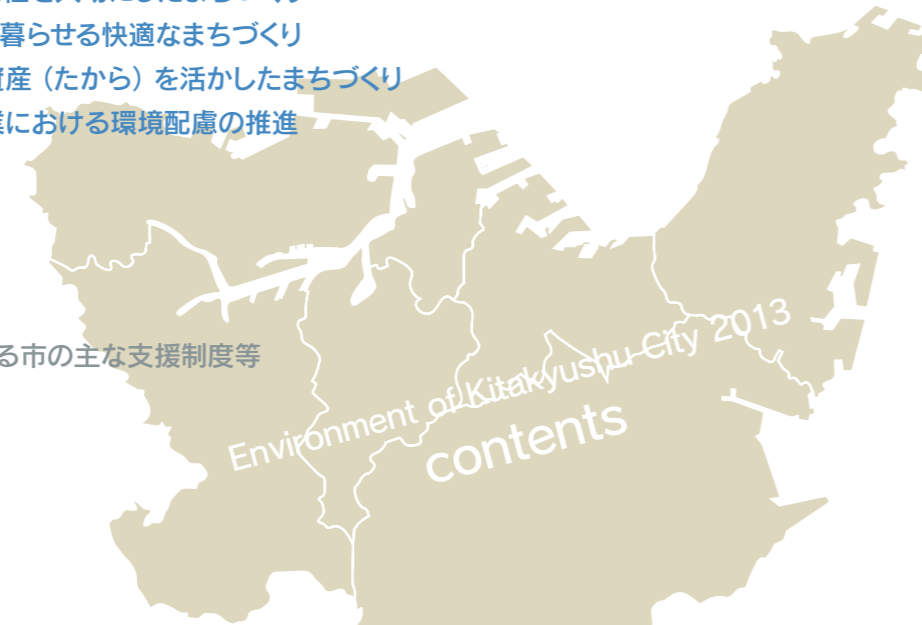 暮らせる快適なまちづくり
産（たから）を活かしたまちづくり
における環境配慮の推進
る市の主な支援制度等
Environment of Kitakyushu City 2013
contents